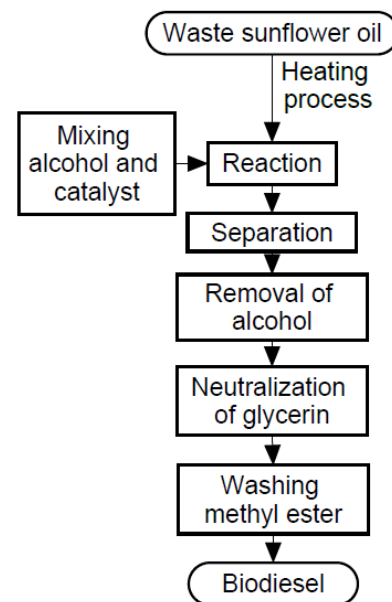 Waste sunflower oil
Heating
process
Mixing
alcohol and
catalyst
Reaction
Separation
Removal of
alcohol
Neutralization
of glycerin
Washing
methyl ester
Biodiesel